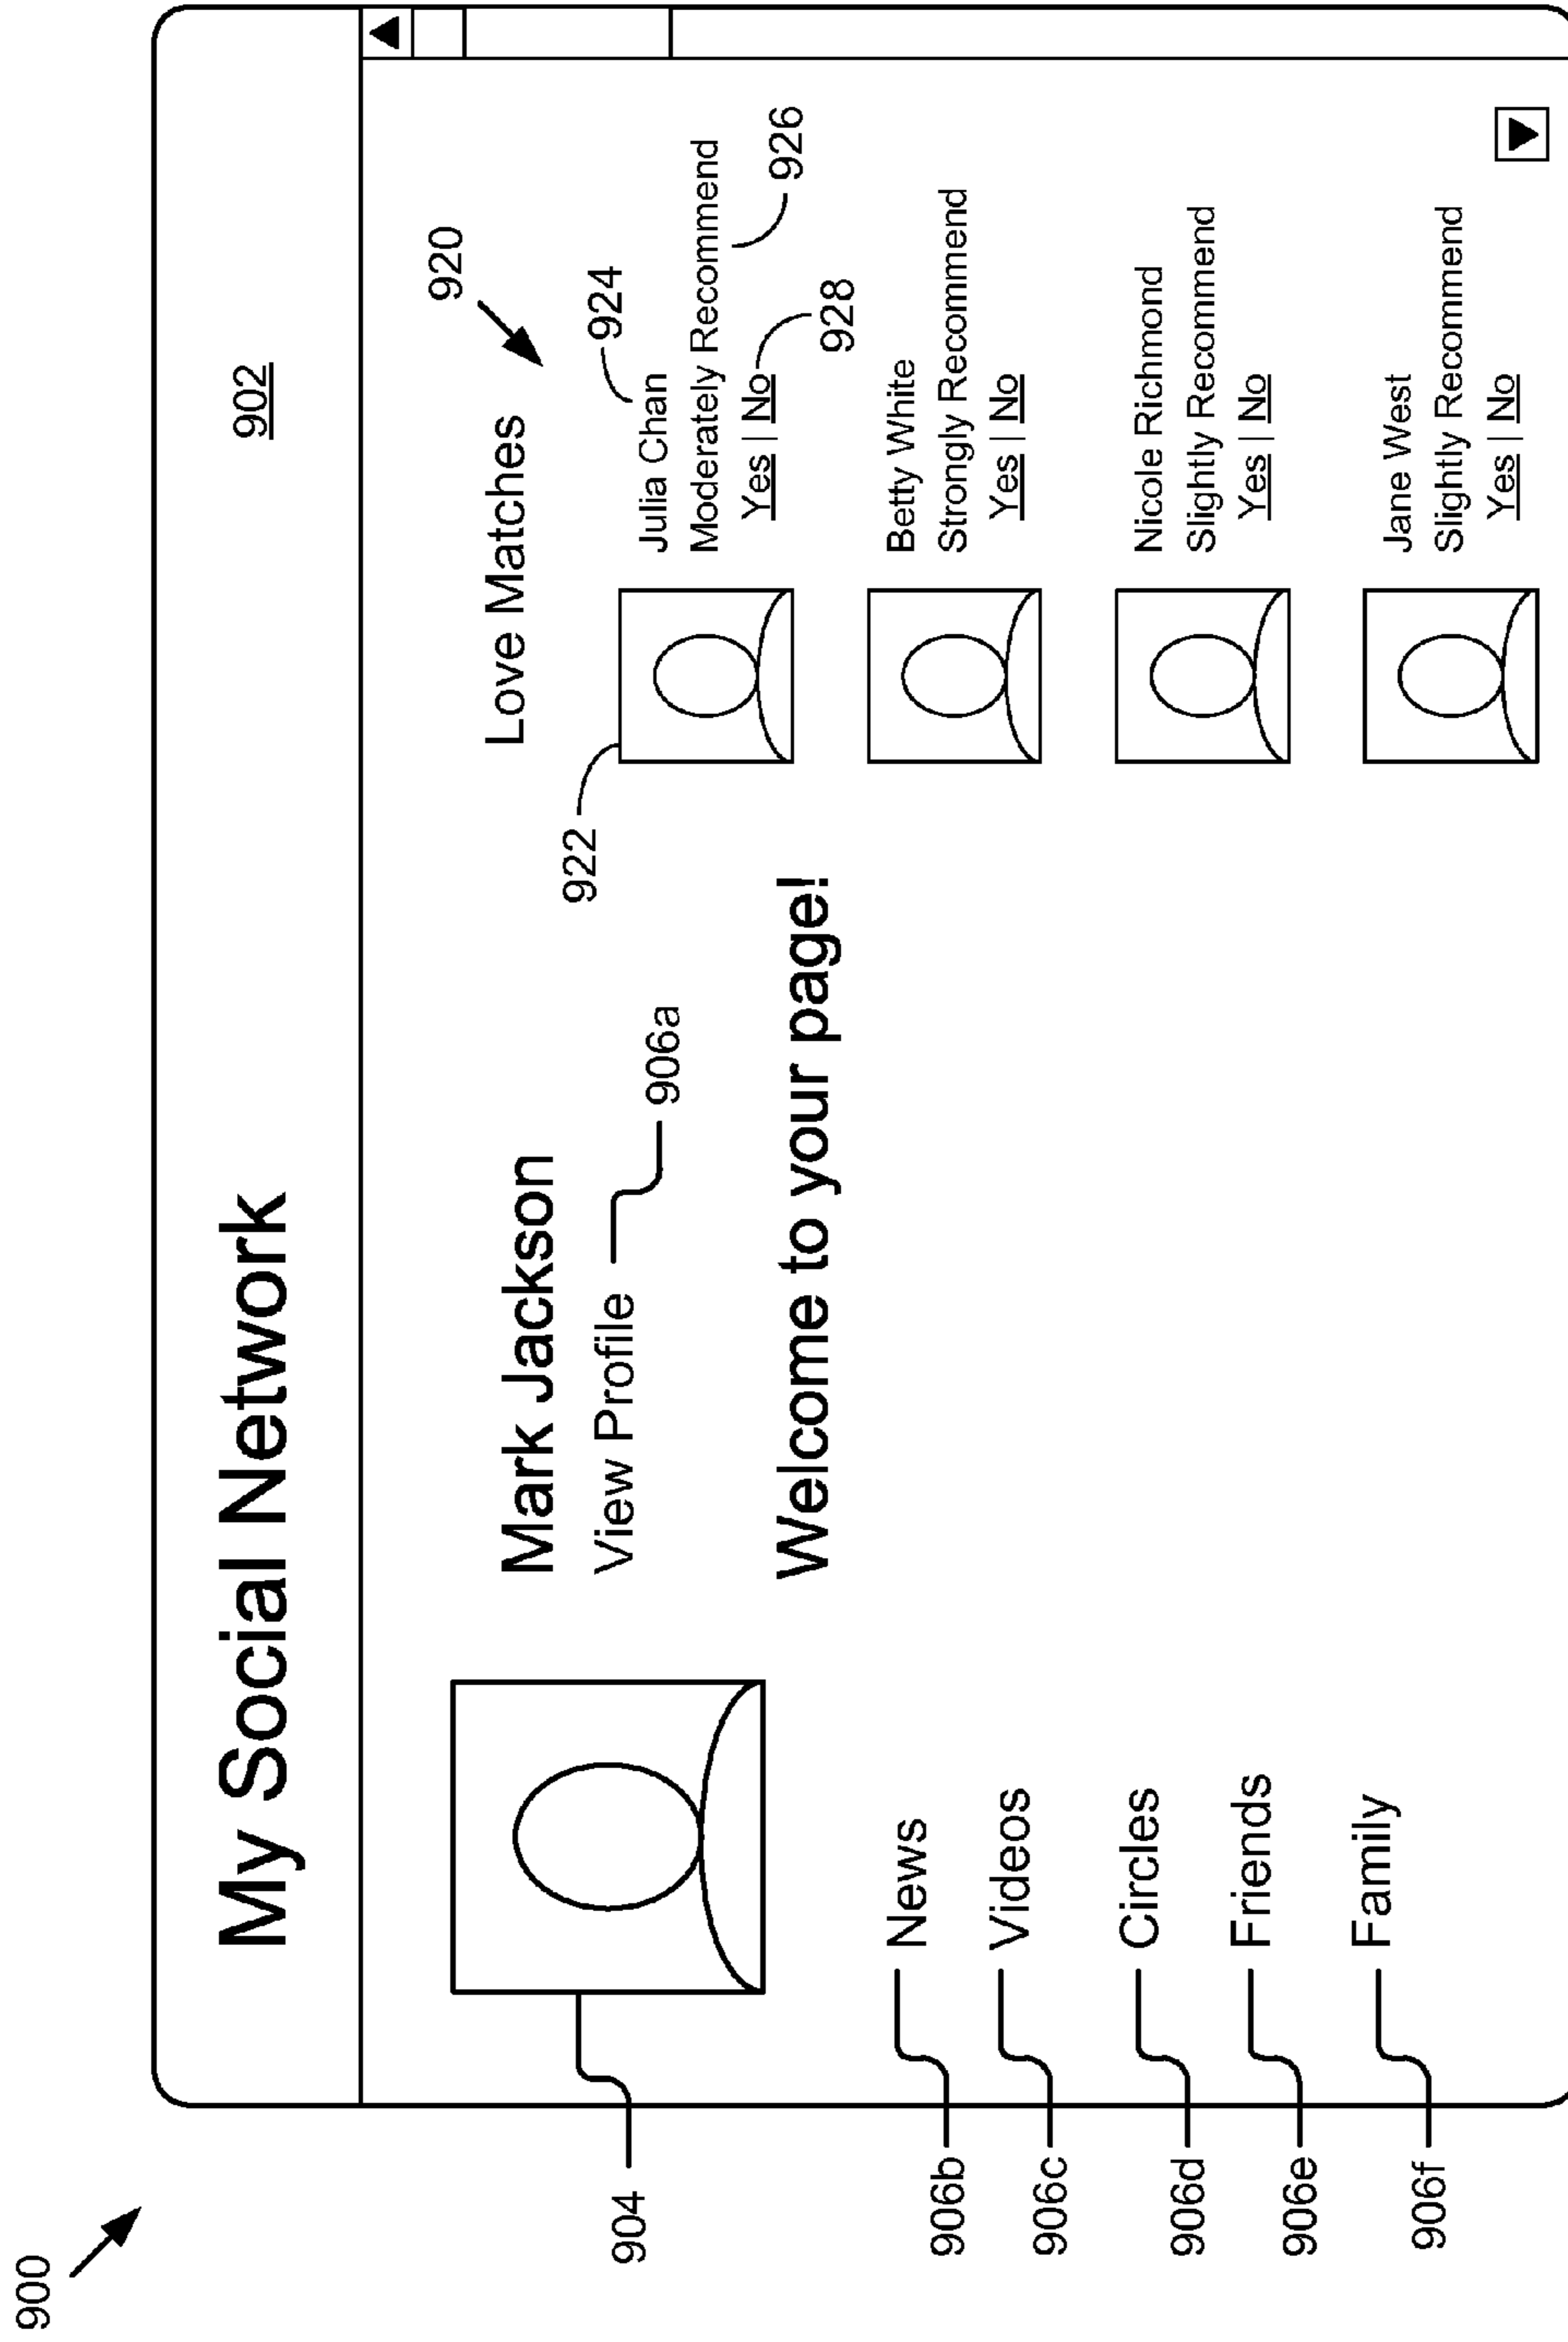 900
My Social Network
902
904
Mark Jackson
View Profile
906a
Welcome to your page!
906b
News
906c
Videos
906d
Circles
906e
Friends
906f
Family
920
Love Matches
922
924
Julia Chan
Moderately Recommend
926
Yes | No
928
Betty White
Strongly Recommend
Yes | No
Nicole Richmond
Slightly Recommend
Yes | No
Jane West
Slightly Recommend
Yes | No